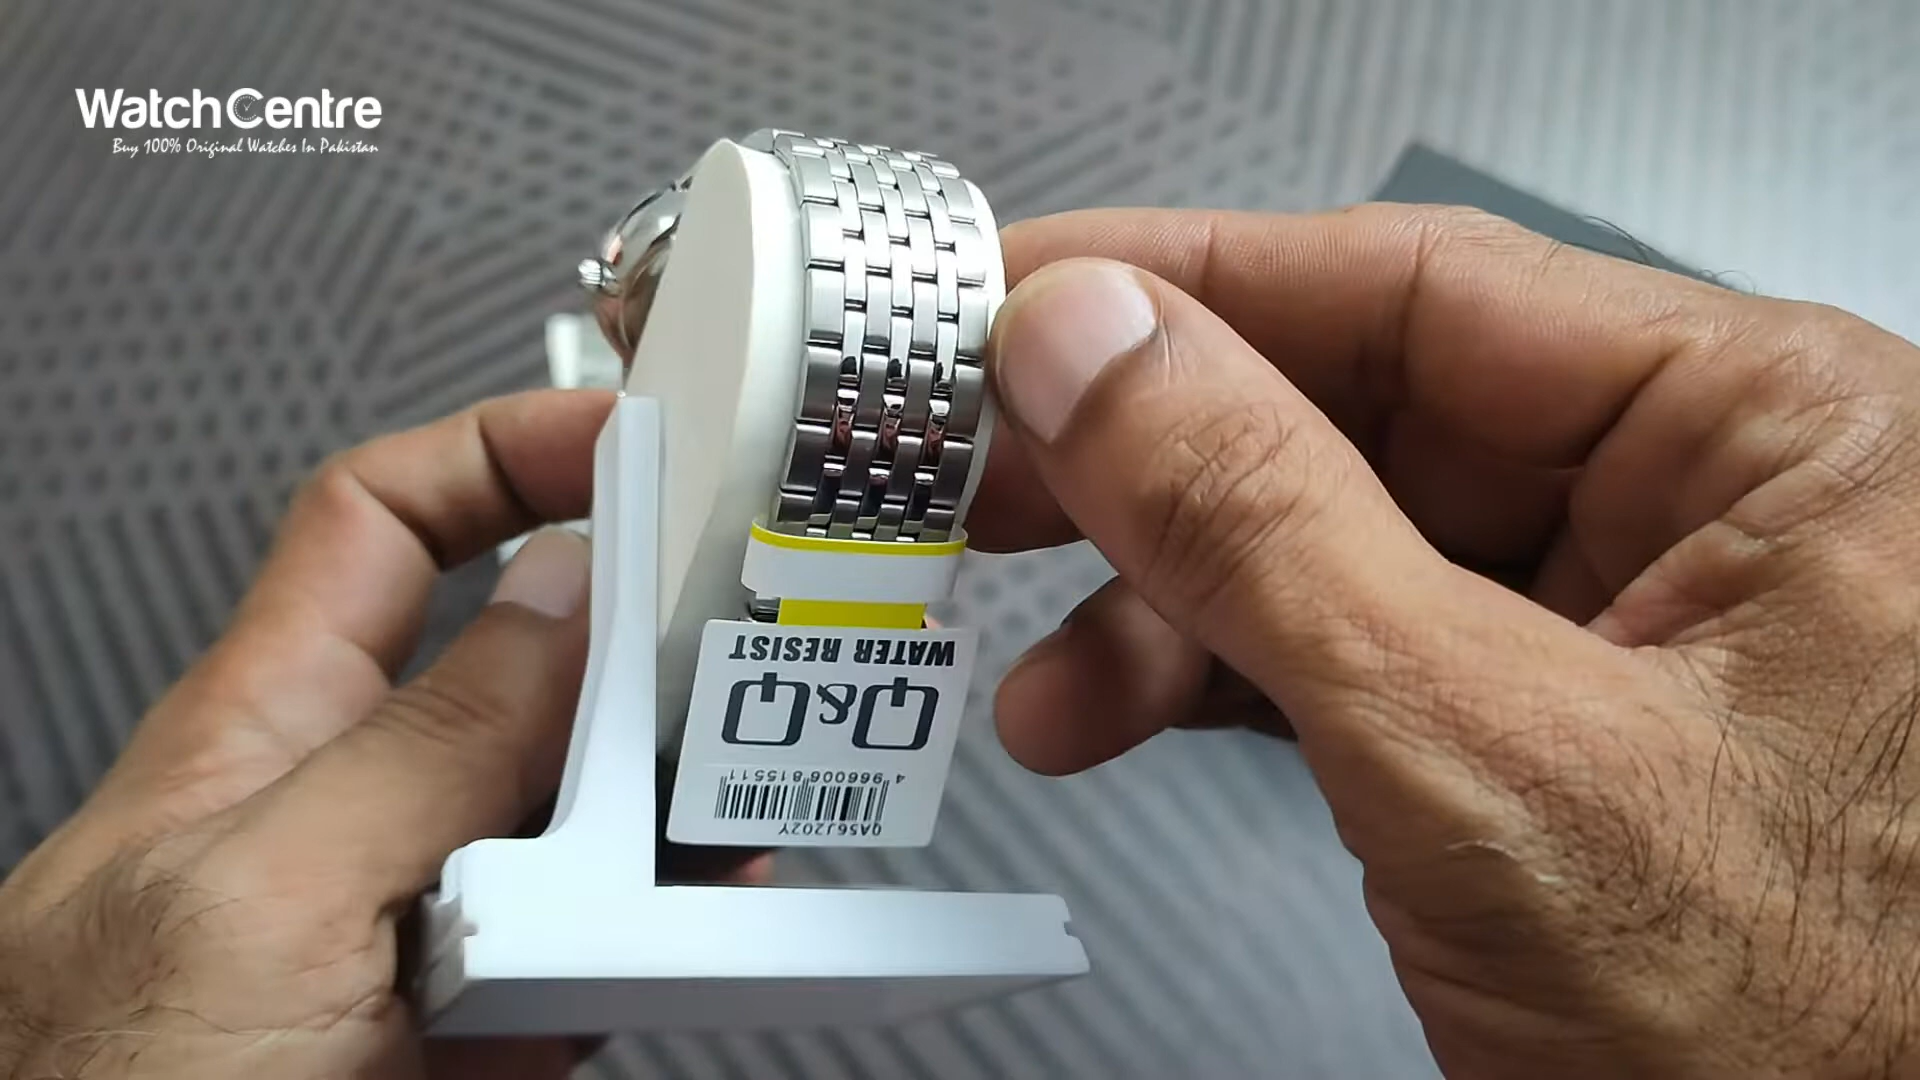 WatchCentre
Buy 100% Original Watches In Pakistan
WATER RESIST
Q&Q
4 966006 815511
QA56J202Y